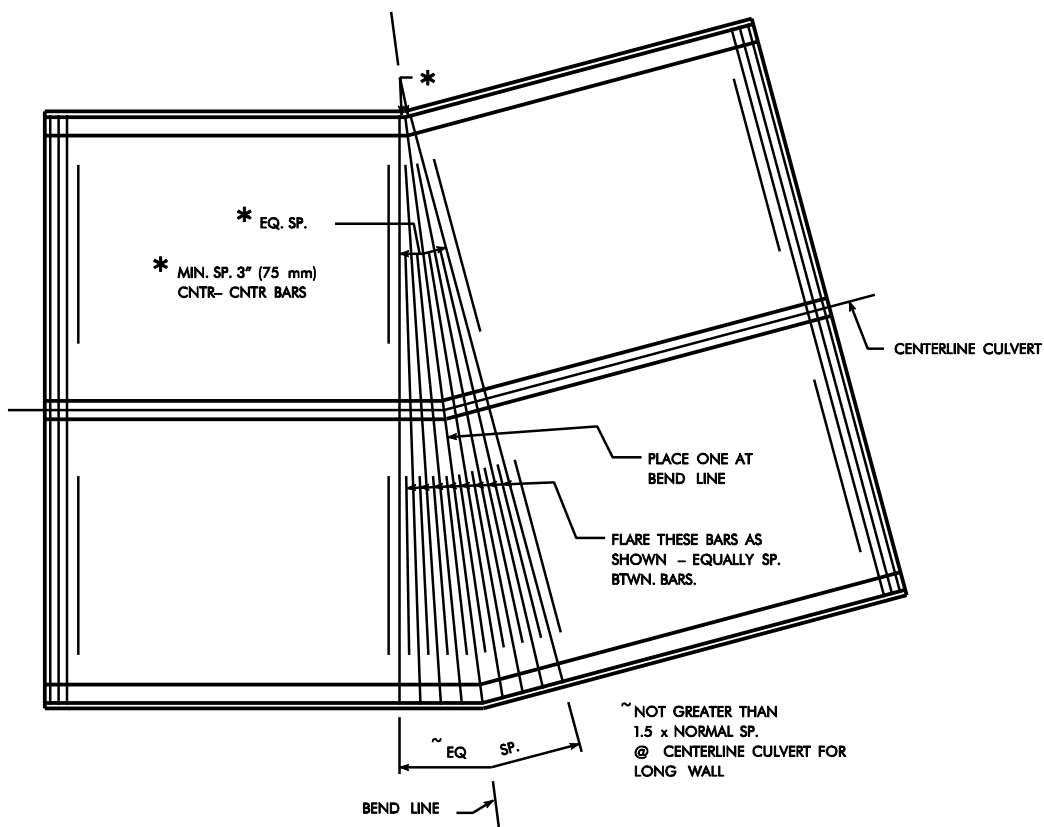 *
* EQ. SP.
* MIN. SP. 3" (75 mm)
CNTR– CNTR BARS
CENTERLINE CULVERT
PLACE ONE AT
BEND LINE
FLARE THESE BARS AS
SHOWN – EQUALLY SP.
BTWN. BARS.
~ NOT GREATER THAN
1.5 x NORMAL SP.
@ CENTERLINE CULVERT FOR
LONG WALL
~ EQ SP.
BEND LINE